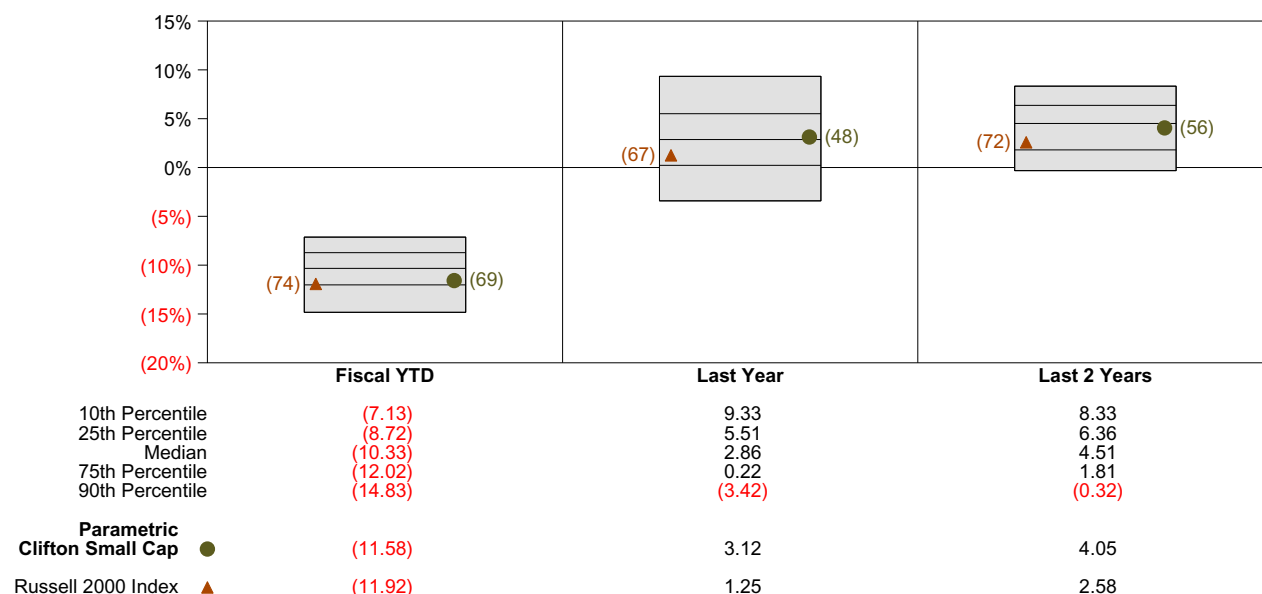 15%
10%
5%
0%
(5%)
(10%)
(15%)
(20%)
(74)
(69)
(67)
(48)
(72)
(56)
Fiscal YTD Last Year Last 2 Years
10th Percentile (7.13) 9.33 8.33
25th Percentile (8.72) 5.51 6.36
Median (10.33) 2.86 4.51
75th Percentile (12.02) 0.22 1.81
90th Percentile (14.83) (3.42) (0.32)
Parametric
Clifton Small Cap (11.58) 3.12 4.05
Russell 2000 Index (11.92) 1.25 2.58